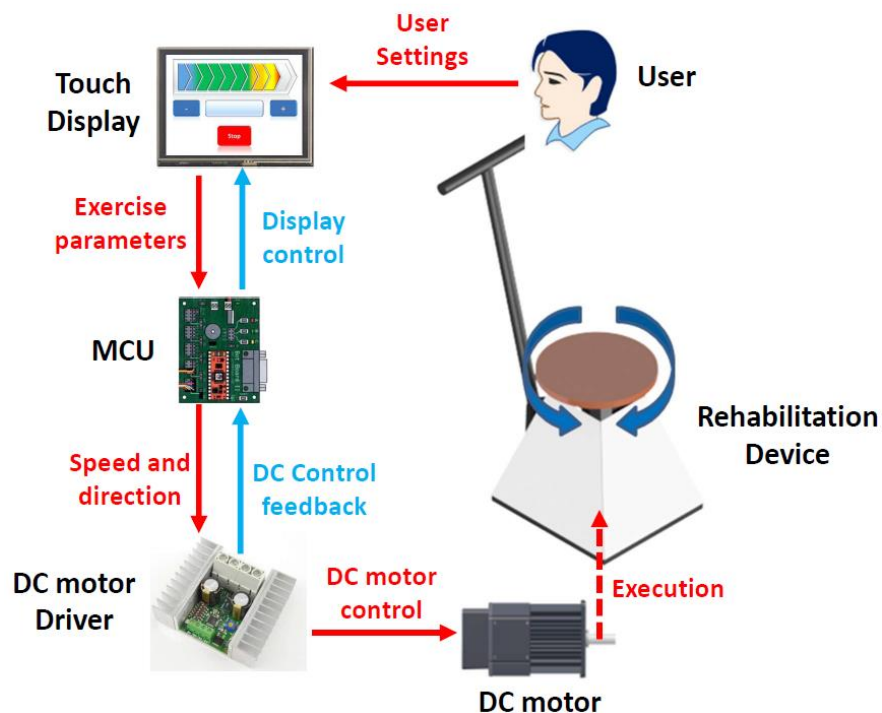 User
Settings
User
Touch
Display
-
+
Stop
Exercise
parameters
Display
control
MCU
Rehabilitation
Device
Speed and
direction
DC Control
feedback
DC motor
Driver
DC motor
control
Execution
DC motor